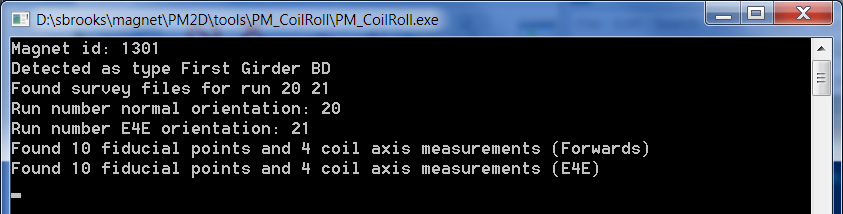 D:\sbrooks\magnet\PM2D\tools\PM_CoilRoll\PM_CoilRoll.exe
Magnet id: 1301
Detected as type First Girder BD
Found survey files for run 20 21
Run number normal orientation: 20
Run number E4E orientation: 21
Found 10 fiducial points and 4 coil axis measurements (Forwards)
Found 10 fiducial points and 4 coil axis measurements (E4E)